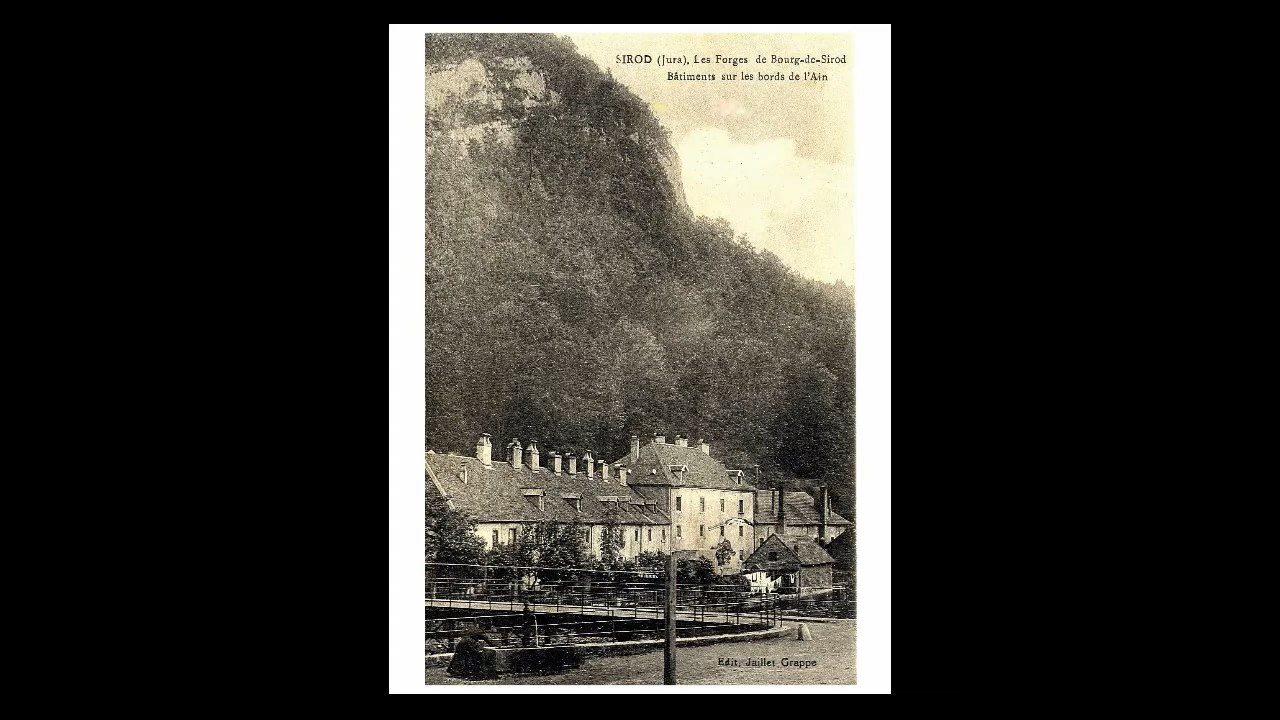 SIROD (Jura), Les Forges de Bourg-de-Sirod
Bâtiments sur les bords de l'Ain
Edit. Jaillet Grappe